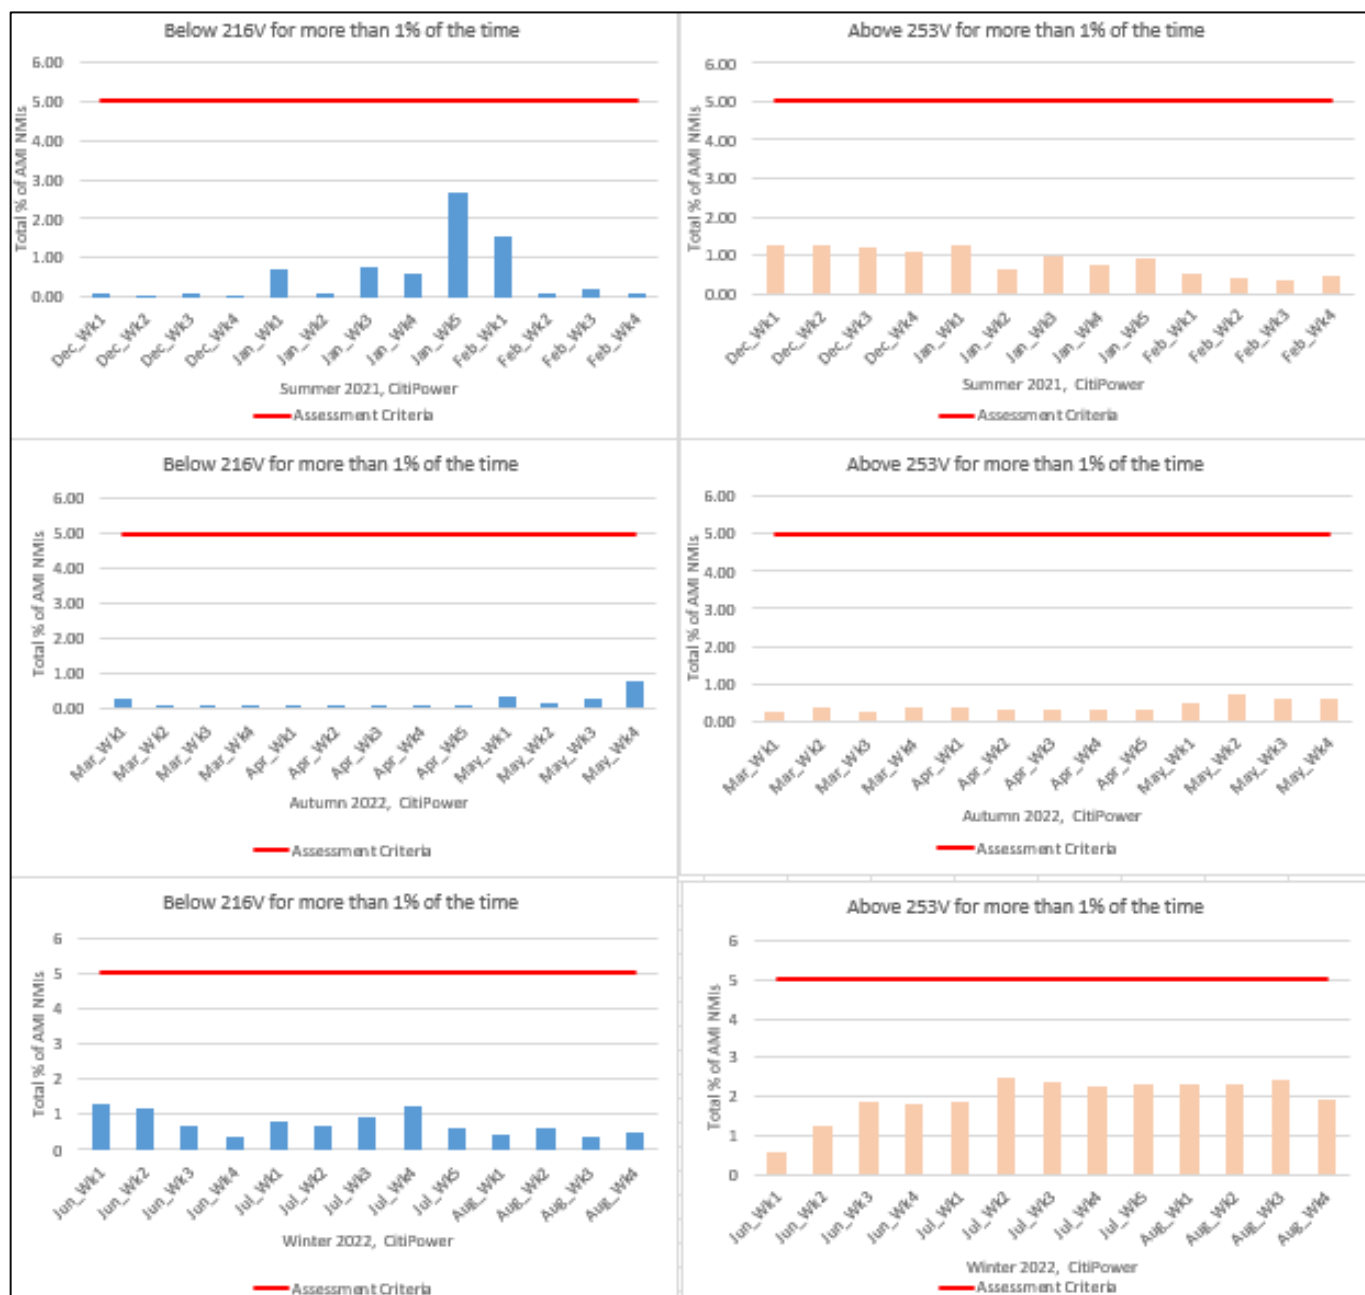 Below 216V for more than 1% of the time
Total % of AMI NMIs
6.00
5.00
4.00
3.00
2.00
1.00
0.00
Dec_Wk1
Dec_Wk2
Dec_Wk3
Dec_Wk4
Jan_Wk1
Jan_Wk2
Jan_Wk3
Jan_Wk4
Jan_Wk5
Feb_Wk1
Feb_Wk2
Feb_Wk3
Feb_Wk4
Summer 2021, CitiPower
Assessment Criteria
Above 253V for more than 1% of the time
Total % of AMI NMIs
6.00
5.00
4.00
3.00
2.00
1.00
0.00
Dec_Wk1
Dec_Wk2
Dec_Wk3
Dec_Wk4
Jan_Wk1
Jan_Wk2
Jan_Wk3
Jan_Wk4
Jan_Wk5
Feb_Wk1
Feb_Wk2
Feb_Wk3
Feb_Wk4
Summer 2021, CitiPower
Assessment Criteria
Below 216V for more than 1% of the time
Total % of AMI NMIs
6.00
5.00
4.00
3.00
2.00
1.00
0.00
Mar_Wk1
Mar_Wk2
Mar_Wk3
Mar_Wk4
Apr_Wk1
Apr_Wk2
Apr_Wk3
Apr_Wk4
Apr_Wk5
May_Wk1
May_Wk2
May_Wk3
May_Wk4
Autumn 2022, CitiPower
Assessment Criteria
Above 253V for more than 1% of the time
Total % of AMI NMIs
6.00
5.00
4.00
3.00
2.00
1.00
0.00
Mar_Wk1
Mar_Wk2
Mar_Wk3
Mar_Wk4
Apr_Wk1
Apr_Wk2
Apr_Wk3
Apr_Wk4
Apr_Wk5
May_Wk1
May_Wk2
May_Wk3
May_Wk4
Autumn 2022, CitiPower
Assessment Criteria
Below 216V for more than 1% of the time
Total % of AMI NMIs
6
5
4
3
2
1
0
Jun_Wk1
Jun_Wk2
Jun_Wk3
Jun_Wk4
Jul_Wk1
Jul_Wk2
Jul_Wk3
Jul_Wk4
Jul_Wk5
Aug_Wk1
Aug_Wk2
Aug_Wk3
Aug_Wk4
Winter 2022, CitiPower
Assessment Criteria
Above 253V for more than 1% of the time
Total % of AMI NMIs
6
5
4
3
2
1
0
Jun_Wk1
Jun_Wk2
Jun_Wk3
Jun_Wk4
Jul_Wk1
Jul_Wk2
Jul_Wk3
Jul_Wk4
Jul_Wk5
Aug_Wk1
Aug_Wk2
Aug_Wk3
Aug_Wk4
Winter 2022, CitiPower
Assessment Criteria